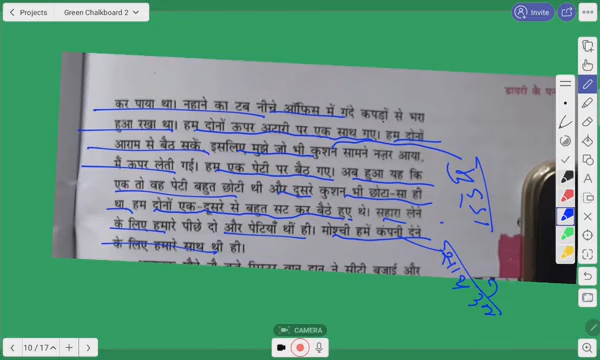 Projects
Green Chalkboard 2
Invite
डायरी के पन्
कर पाया था। नहाने का टब नीचे ऑफिस में गंदे कपड़ों से भरा
हुआ रखा था। हम दोनों ऊपर अटारी पर एक साथ गए। हम दोनों
आराम से बैठ सकें, इसलिए मुझे जो भी कुशन सामने नज़र आया,
मैं ऊपर लेती गई। हम एक पेटी पर बैठ गए। अब हुआ यह कि
एक तो वह पेटी बहुत छोटी थी और दूसरे कुशन भी छोटा-सा ही
था। हम दोनों एक-दूसरे से बहुत सट कर बैठे हुए थे। सहारा लेने
के लिए हमारे पीछे दो और पेटियाँ थीं ही। मोश्ची हमें कंपनी देने
के लिए हमारे साथ थी ही।
साथ
CAMERA
10 / 17